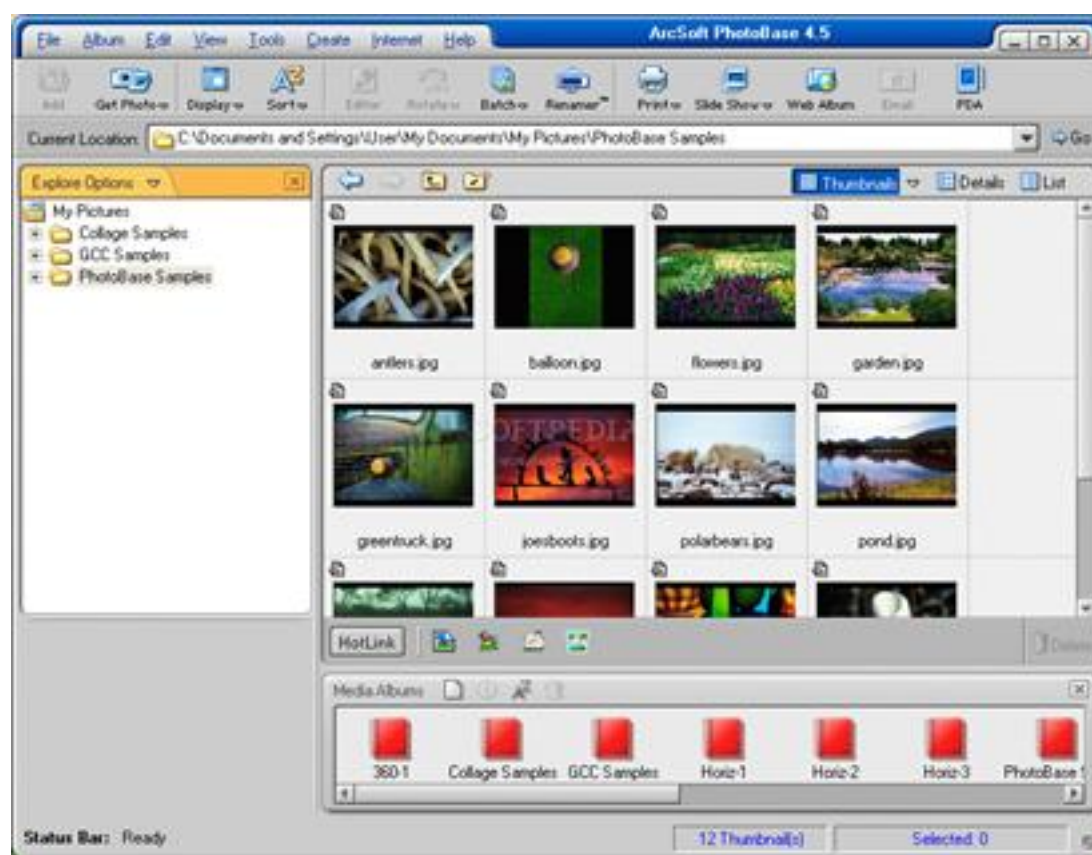 ArcSoft PhotoBase 4.5
File Album Edit View Tools Create Internet Help
Add Get Photo Display Sort Editor Rotate Batch Renamer™ Print Slide Show Web Album Email PDA
Current Location: C:\Documents and Settings\User\My Documents\My Pictures\PhotoBase Samples Go
Explore Options
Thumbnails Details List
My Pictures
Collage Samples
GCC Samples
PhotoBase Samples
antlers.jpg balloon.jpg flowers.jpg garden.jpg
SOFTPEDIA
greentruck.jpg joesboots.jpg polarbears.jpg pond.jpg
HotLink Delete
Media Albums
360-1 Collage Samples GCC Samples Horiz-1 Horiz-2 Horiz-3 PhotoBase S
Status Bar: Ready 12 Thumbnail(s) Selected: 0